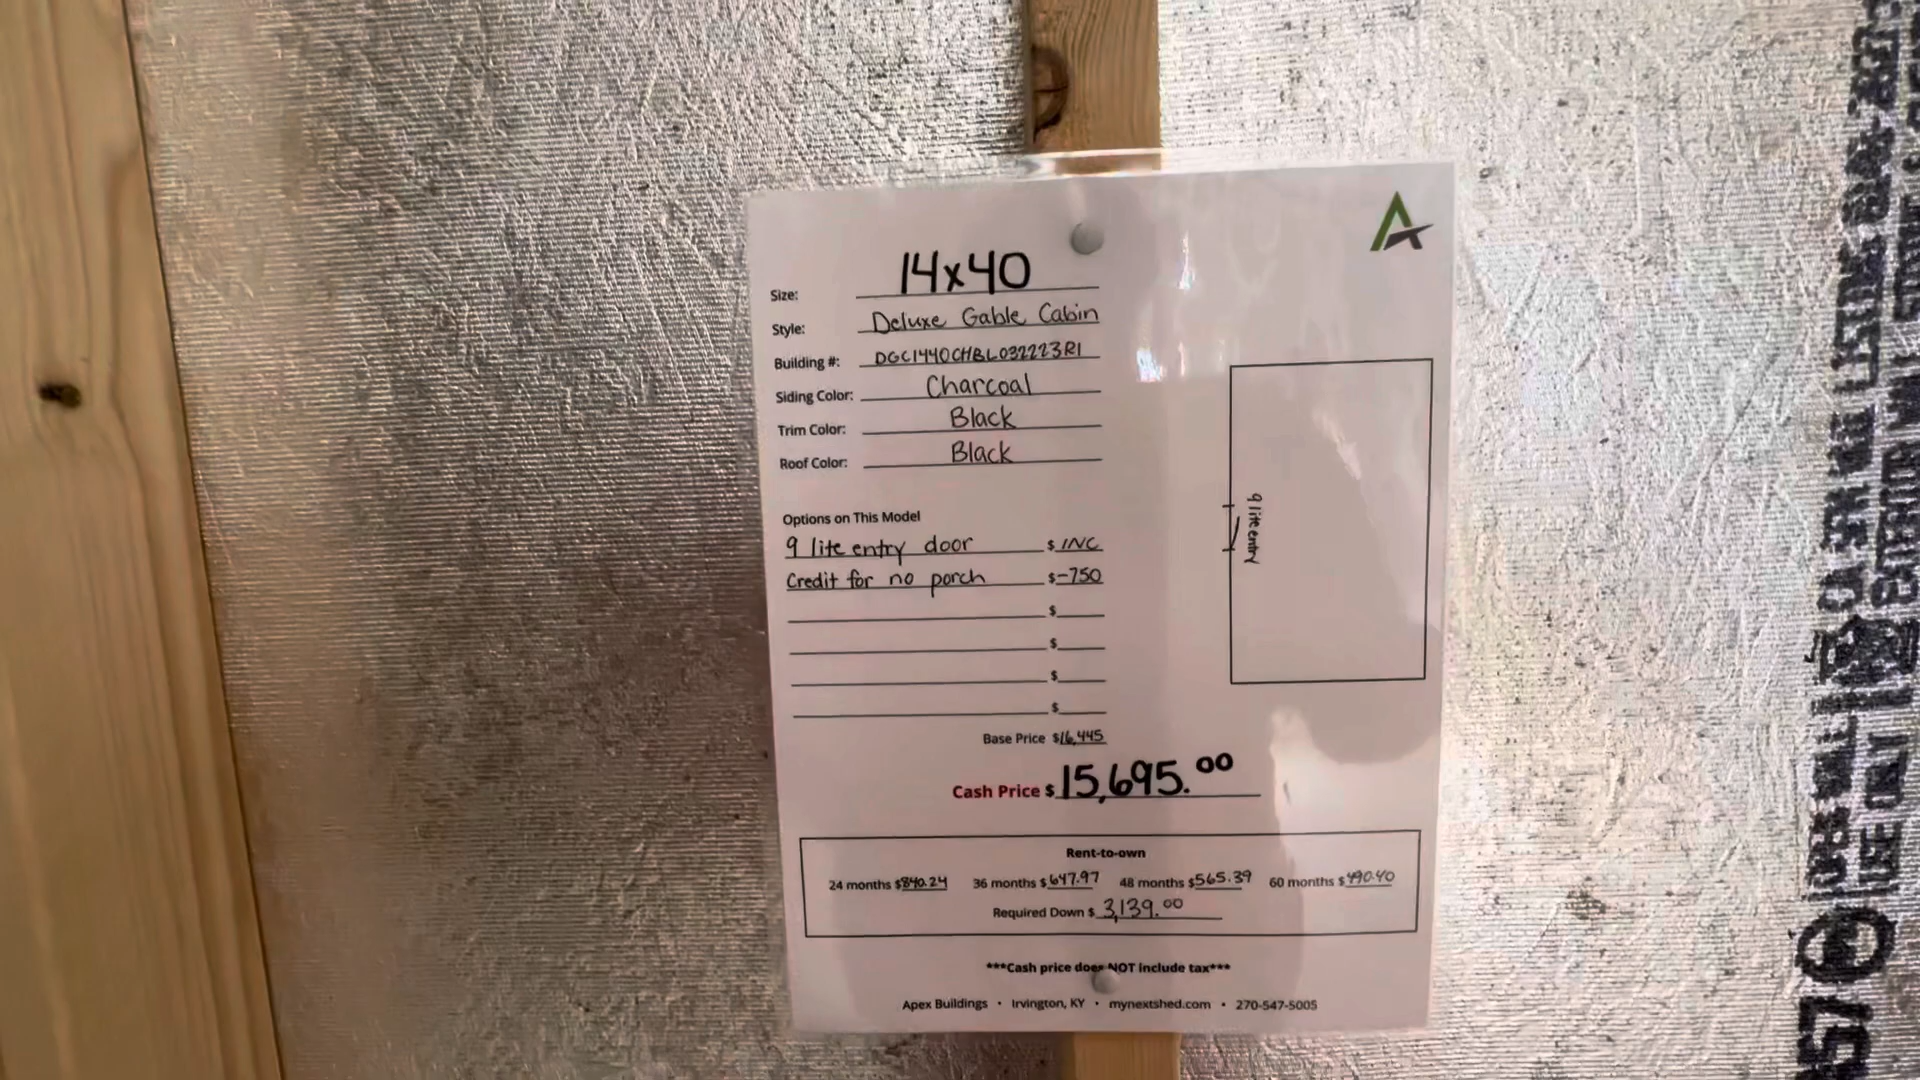 Size: 14x40
Style: Deluxe Gable Cabin
Building #: DGC1440CHBL032223R1
Siding Color: Charcoal
Trim Color: Black
Roof Color: Black
Options on This Model
9 lite entry door $ INC
Credit for no porch $-750
$
$
$
$
Base Price $16,445
Cash Price $ 15,695.00
Rent-to-own
24 months $840.24 36 months $647.97 48 months $565.39 60 months $490.40
Required Down $ 3,139.00
***Cash price does NOT include tax***
Apex Buildings • Irvington, KY • mynextshed.com • 270-547-5005
9 lite entry